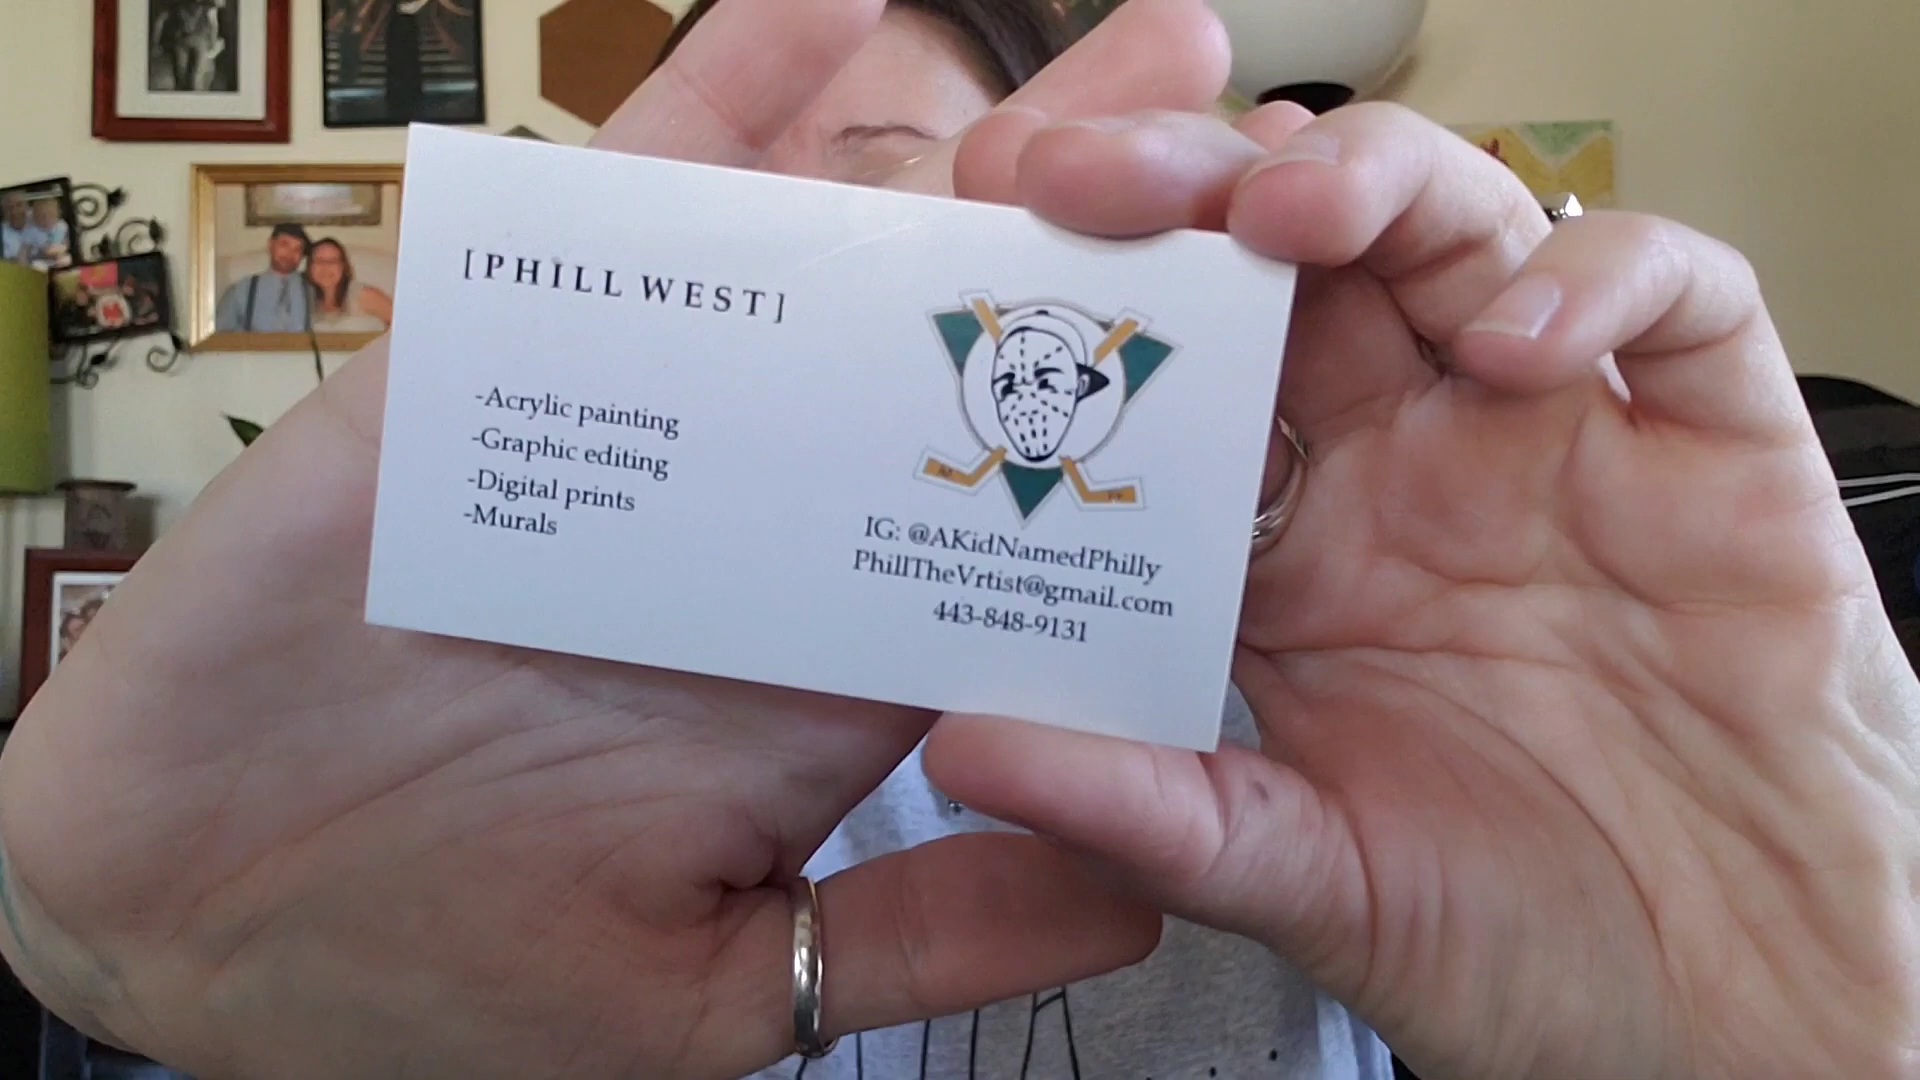 [PHILL WEST]
-Acrylic painting
-Graphic editing
-Digital prints
-Murals
IG: @AKidNamedPhilly
PhillTheVrtist@gmail.com
443-848-9131